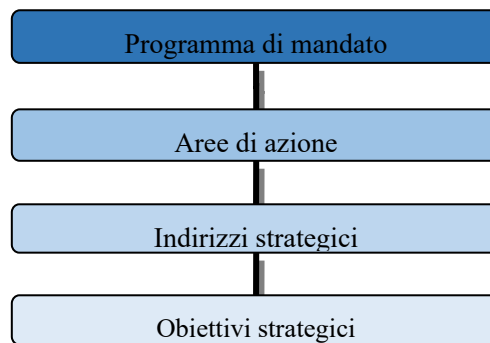 Programma di mandato
Aree di azione
Indirizzi strategici
Obiettivi strategici